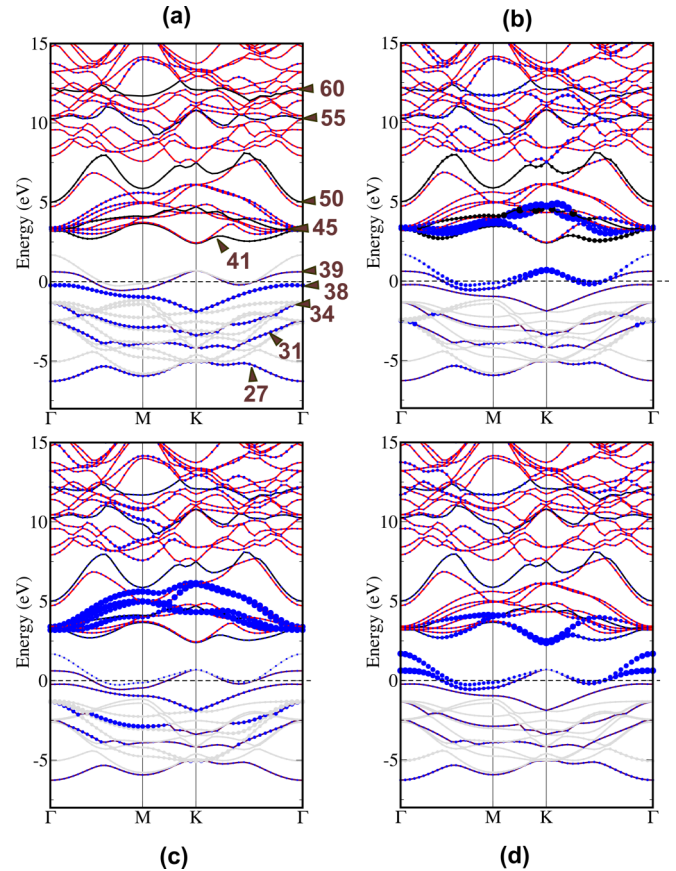 (a)
(b)
15
10
5
0
-5
Energy (eV)
60
55
50
45
41
39
38
34
31
27
Γ M K Γ
15
10
5
0
-5
Energy (eV)
Γ M K Γ
15
10
5
0
-5
Energy (eV)
Γ M K Γ
15
10
5
0
-5
Energy (eV)
Γ M K Γ
(c)
(d)